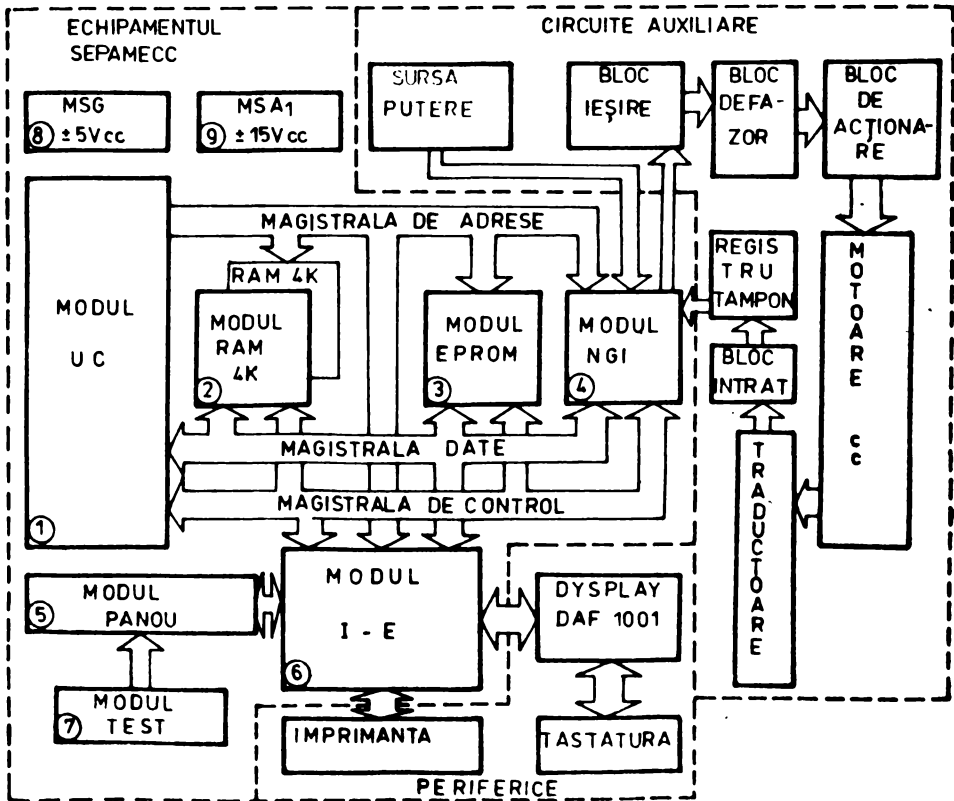 ECHIPAMENTUL
SEPAMECC
CIRCUITE AUXILIARE
MSG
8 ±5Vcc
MSA1
9 ±15Vcc
SURSA
PUTERE
BLOC
IEȘIRE
BLOC
DEFA-
ZOR
BLOC
DE
ACȚIONA-
RE
MAGISTRALA DE ADRESE
MODUL
UC
1
RAM 4K
MODUL
RAM
4K
2
MODUL
EPROM
3
MODUL
NGI
4
REGIS
TRU
TAMPON
BLOC
INTRAT
MOTOARE cc
TRADUCTOARE
MAGISTRALA DATE
MAGISTRALA DE CONTROL
MODUL
PANOU
5
MODUL
I - E
6
DYSPLAY
DAF 1001
MODUL
TEST
7
IMPRIMANTA
TASTATURA
PERIFERICE